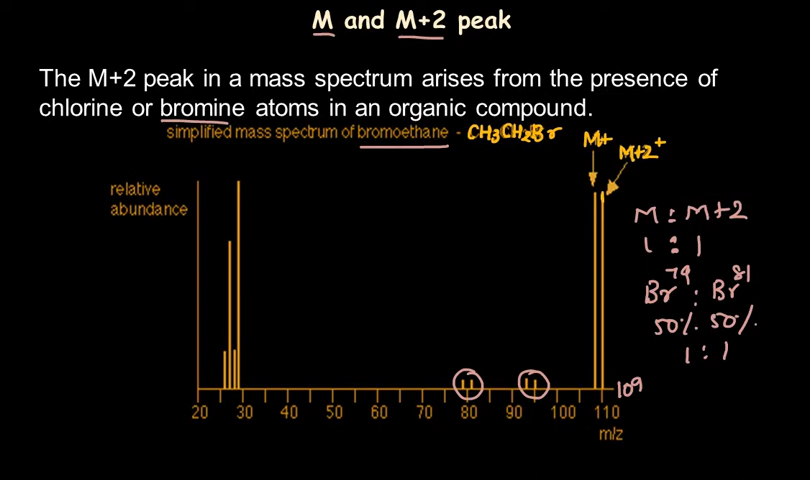 M and M+2 peak
The M+2 peak in a mass spectrum arises from the presence of
chlorine or bromine atoms in an organic compound.
simplified mass spectrum of bromoethane - CH3CH2Br
M+
M+2+
relative
abundance
M : M+2
1 : 1
Br79 : Br81
50% 50%
1 : 1
109
20 30 40 50 60 70 80 90 100 110
m/z